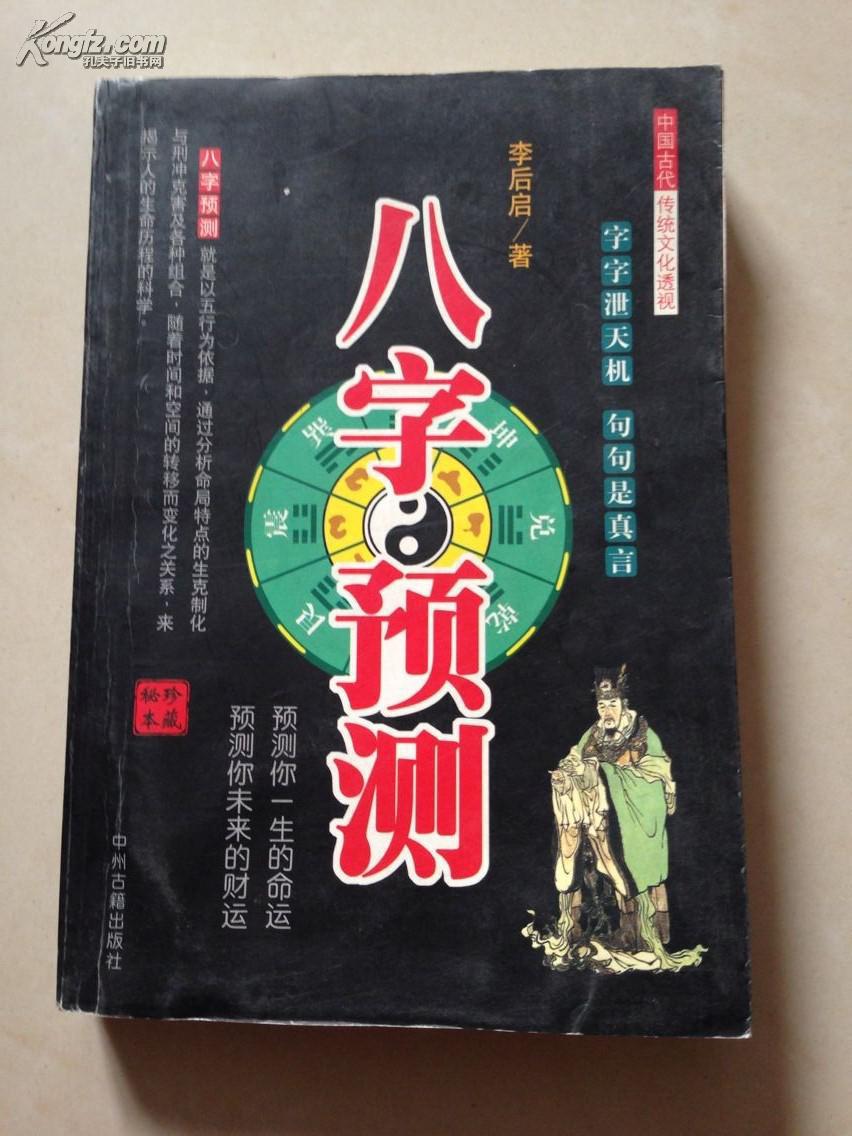 Kongfz.com
孔夫子旧书网
中国古代 传统文化透视
字字泄天机 句句是真言
李后启/著
八字预测
坤
兑
乾
巽
震
艮
预测你一生的命运
预测你未来的财运
八字预测 就是以五行为依据，通过分析命局特点的生克制化
与刑冲克害及各种组合，随着时间和空间的转移而变化之关系，来
揭示人的生命历程的科学。
珍藏
秘本
中州古籍出版社